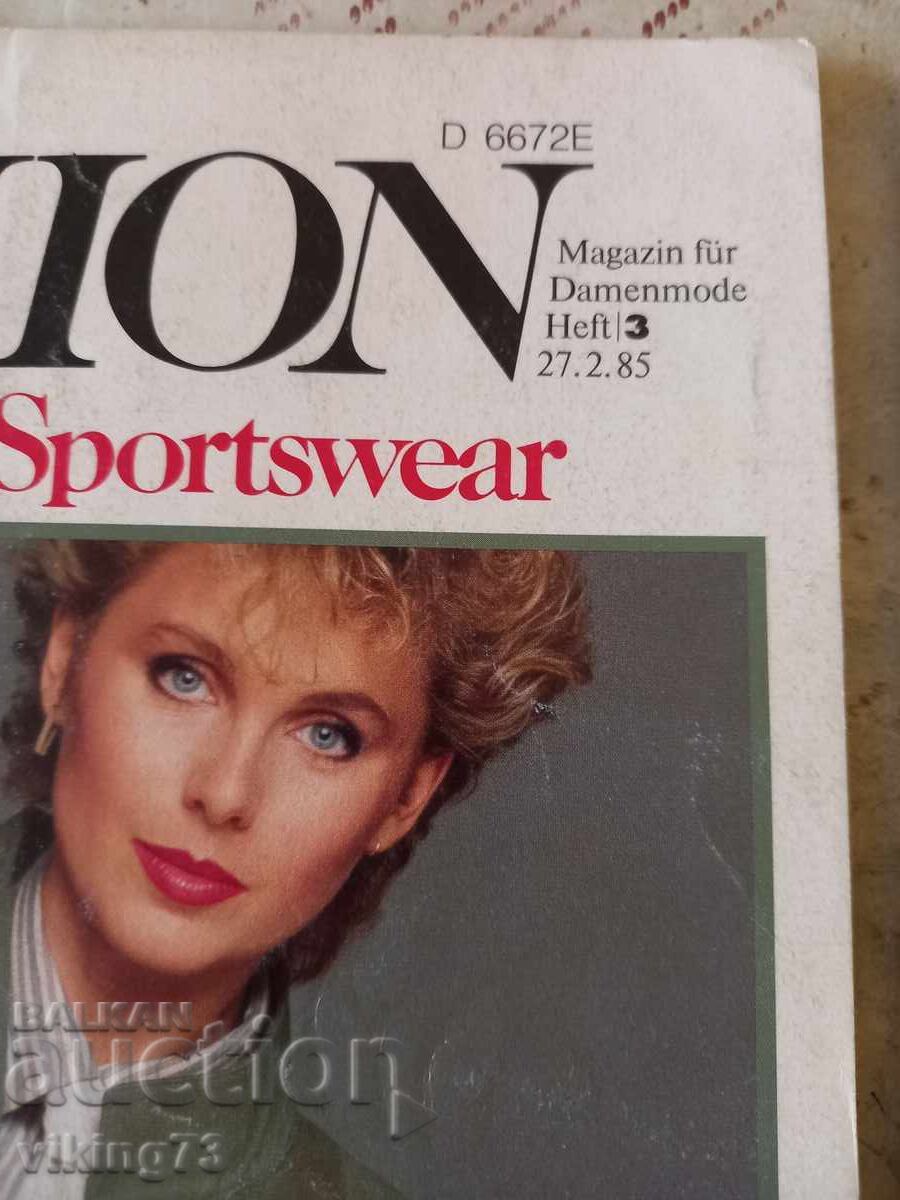 D 6672E
ION
Magazin für
Damenmode
Heft|3
27.2.85
Sportswear
BALKAN
auction
viking73